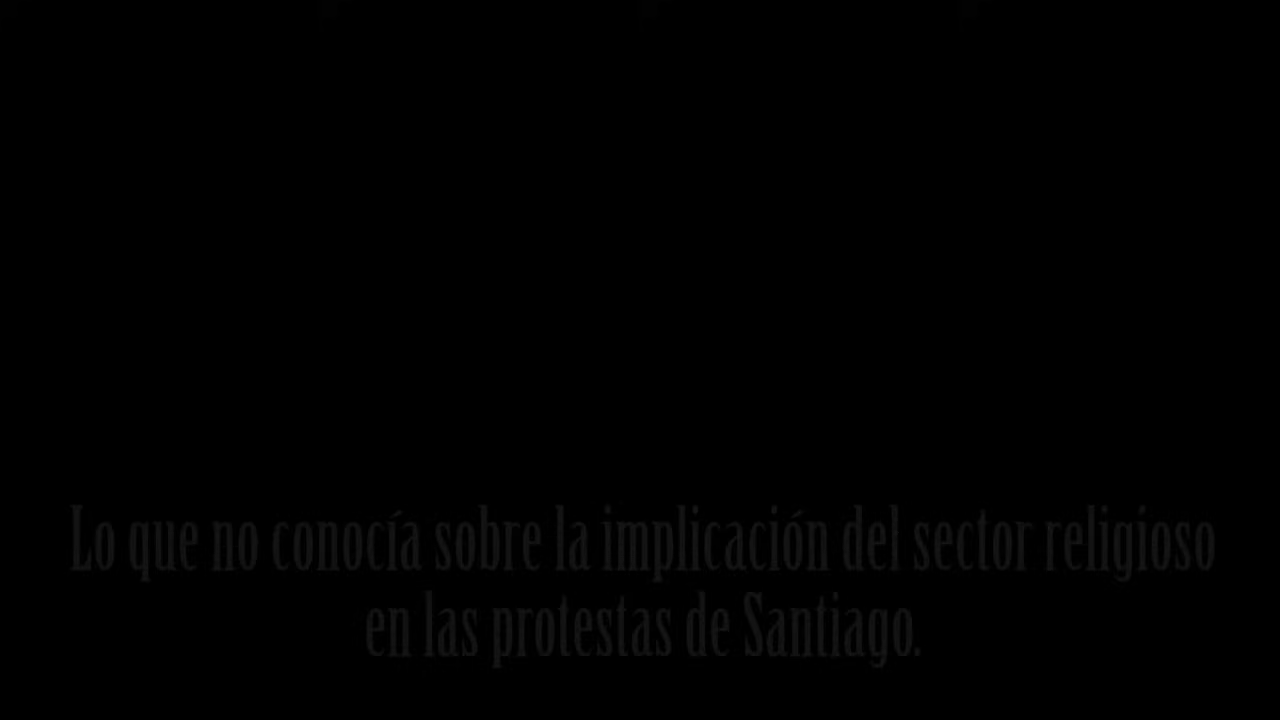 Lo que no conocía sobre la implicación del sector religioso
en las protestas de Santiago.